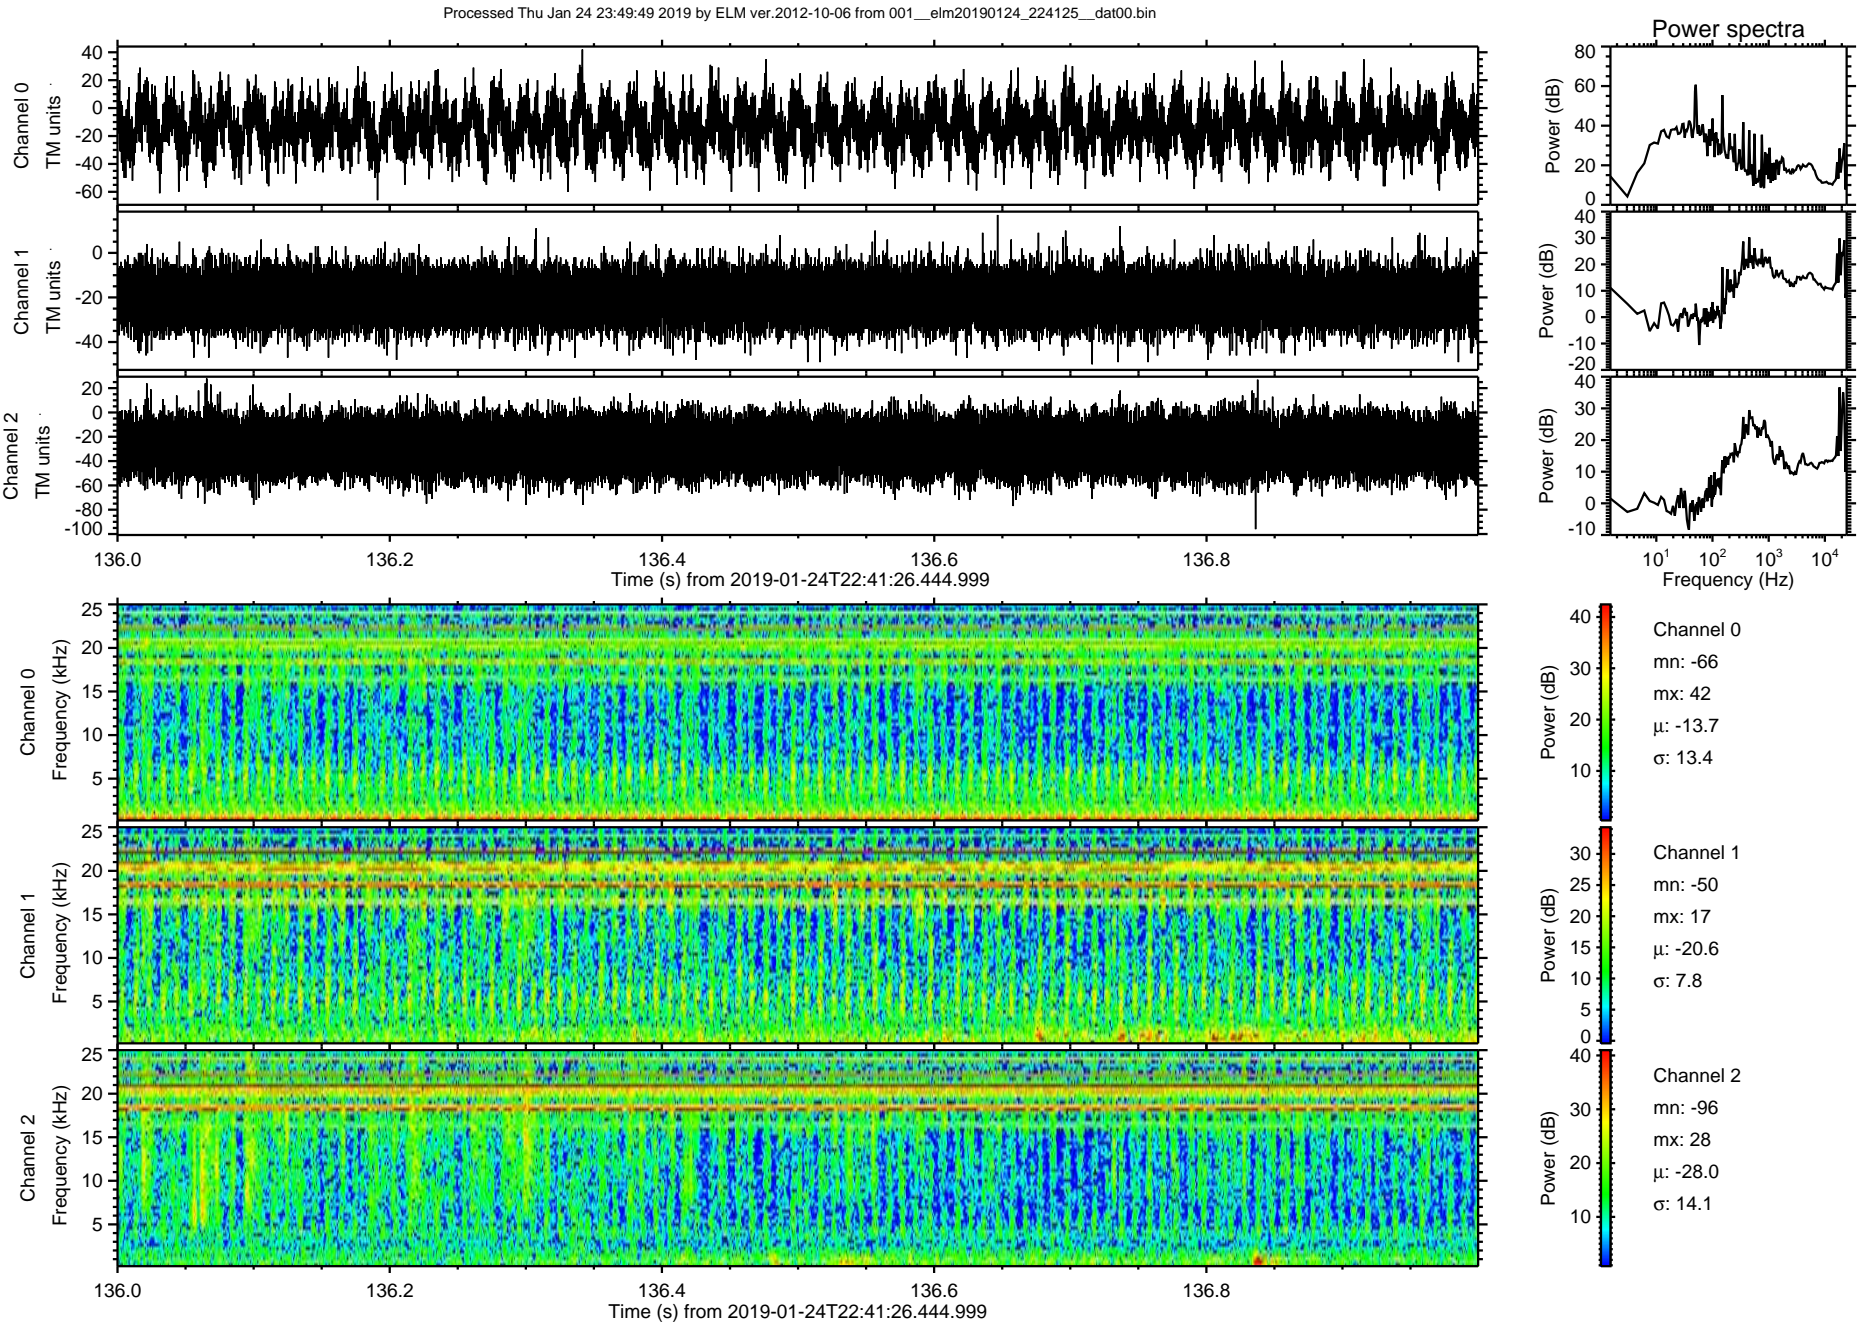 Processed Thu Jan 24 23:49:49 2019 by ELM ver.2012-10-06 from 001__elm20190124_224125__dat00.bin
Power spectra
Channel 0
TM units
40
20
0
-20
-40
-60
Power (dB)
80
60
40
20
0
Channel 1
TM units
0
-20
-40
Power (dB)
40
30
20
10
0
-10
-20
Channel 2
TM units
20
0
-20
-40
-60
-80
-100
Power (dB)
40
30
20
10
0
-10
136.0 136.2 136.4 136.6 136.8
Time (s) from 2019-01-24T22:41:26.444.999
10¹ 10² 10³ 10⁴
Frequency (Hz)
Channel 0
Frequency (kHz)
25
20
15
10
5
Power (dB)
40
30
20
10
Channel 0
mn: -66
mx: 42
μ: -13.7
σ: 13.4
Channel 1
Frequency (kHz)
25
20
15
10
5
Power (dB)
30
25
20
15
10
5
0
Channel 1
mn: -50
mx: 17
μ: -20.6
σ: 7.8
Channel 2
Frequency (kHz)
25
20
15
10
5
Power (dB)
40
30
20
10
Channel 2
mn: -96
mx: 28
μ: -28.0
σ: 14.1
136.0 136.2 136.4 136.6 136.8
Time (s) from 2019-01-24T22:41:26.444.999